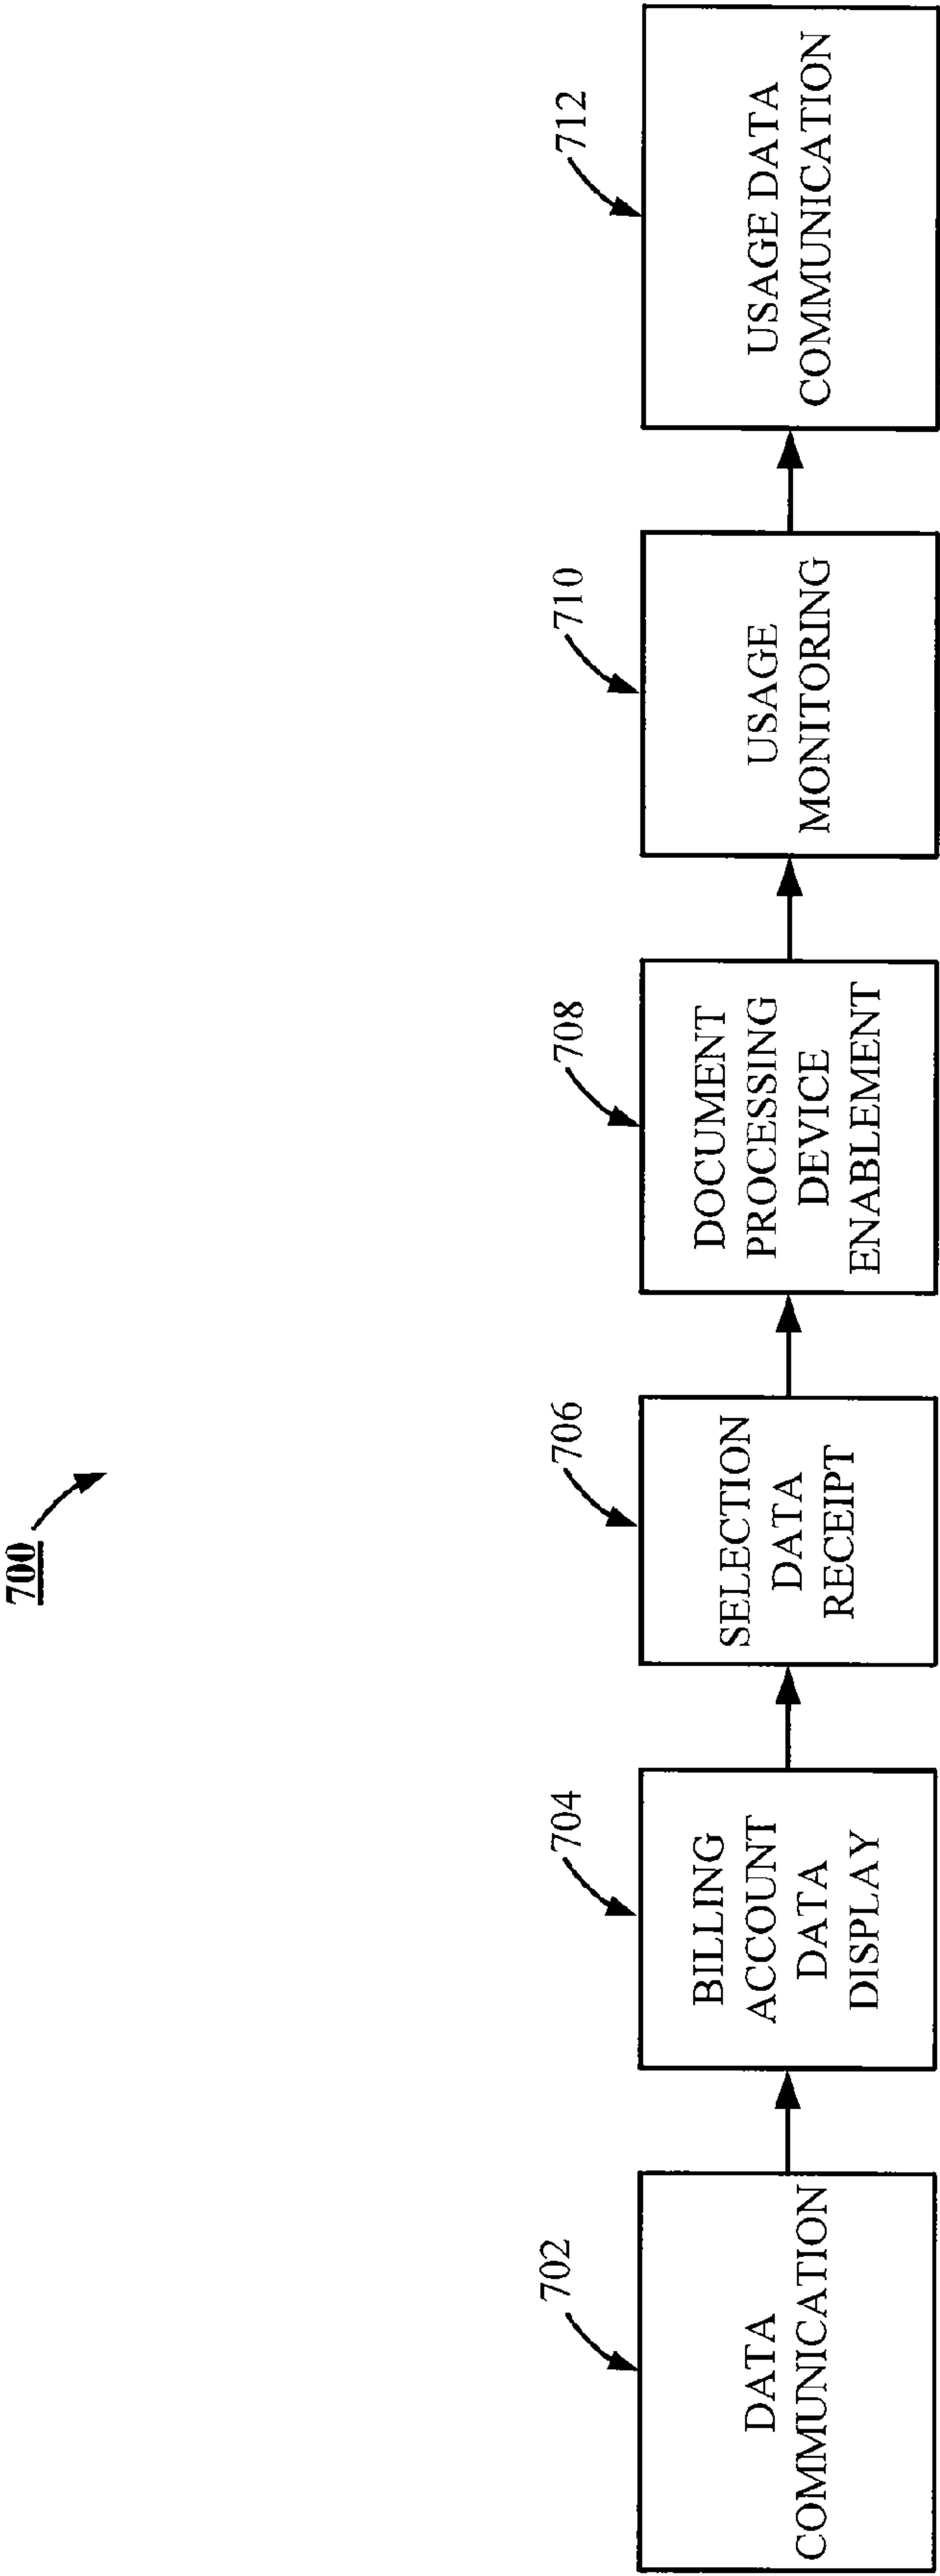 700
702
DATA
COMMUNICATION
704
BILLING
ACCOUNT
DATA
DISPLAY
706
SELECTION
DATA
RECEIPT
708
DOCUMENT
PROCESSING
DEVICE
ENABLEMENT
710
USAGE
MONITORING
712
USAGE DATA
COMMUNICATION